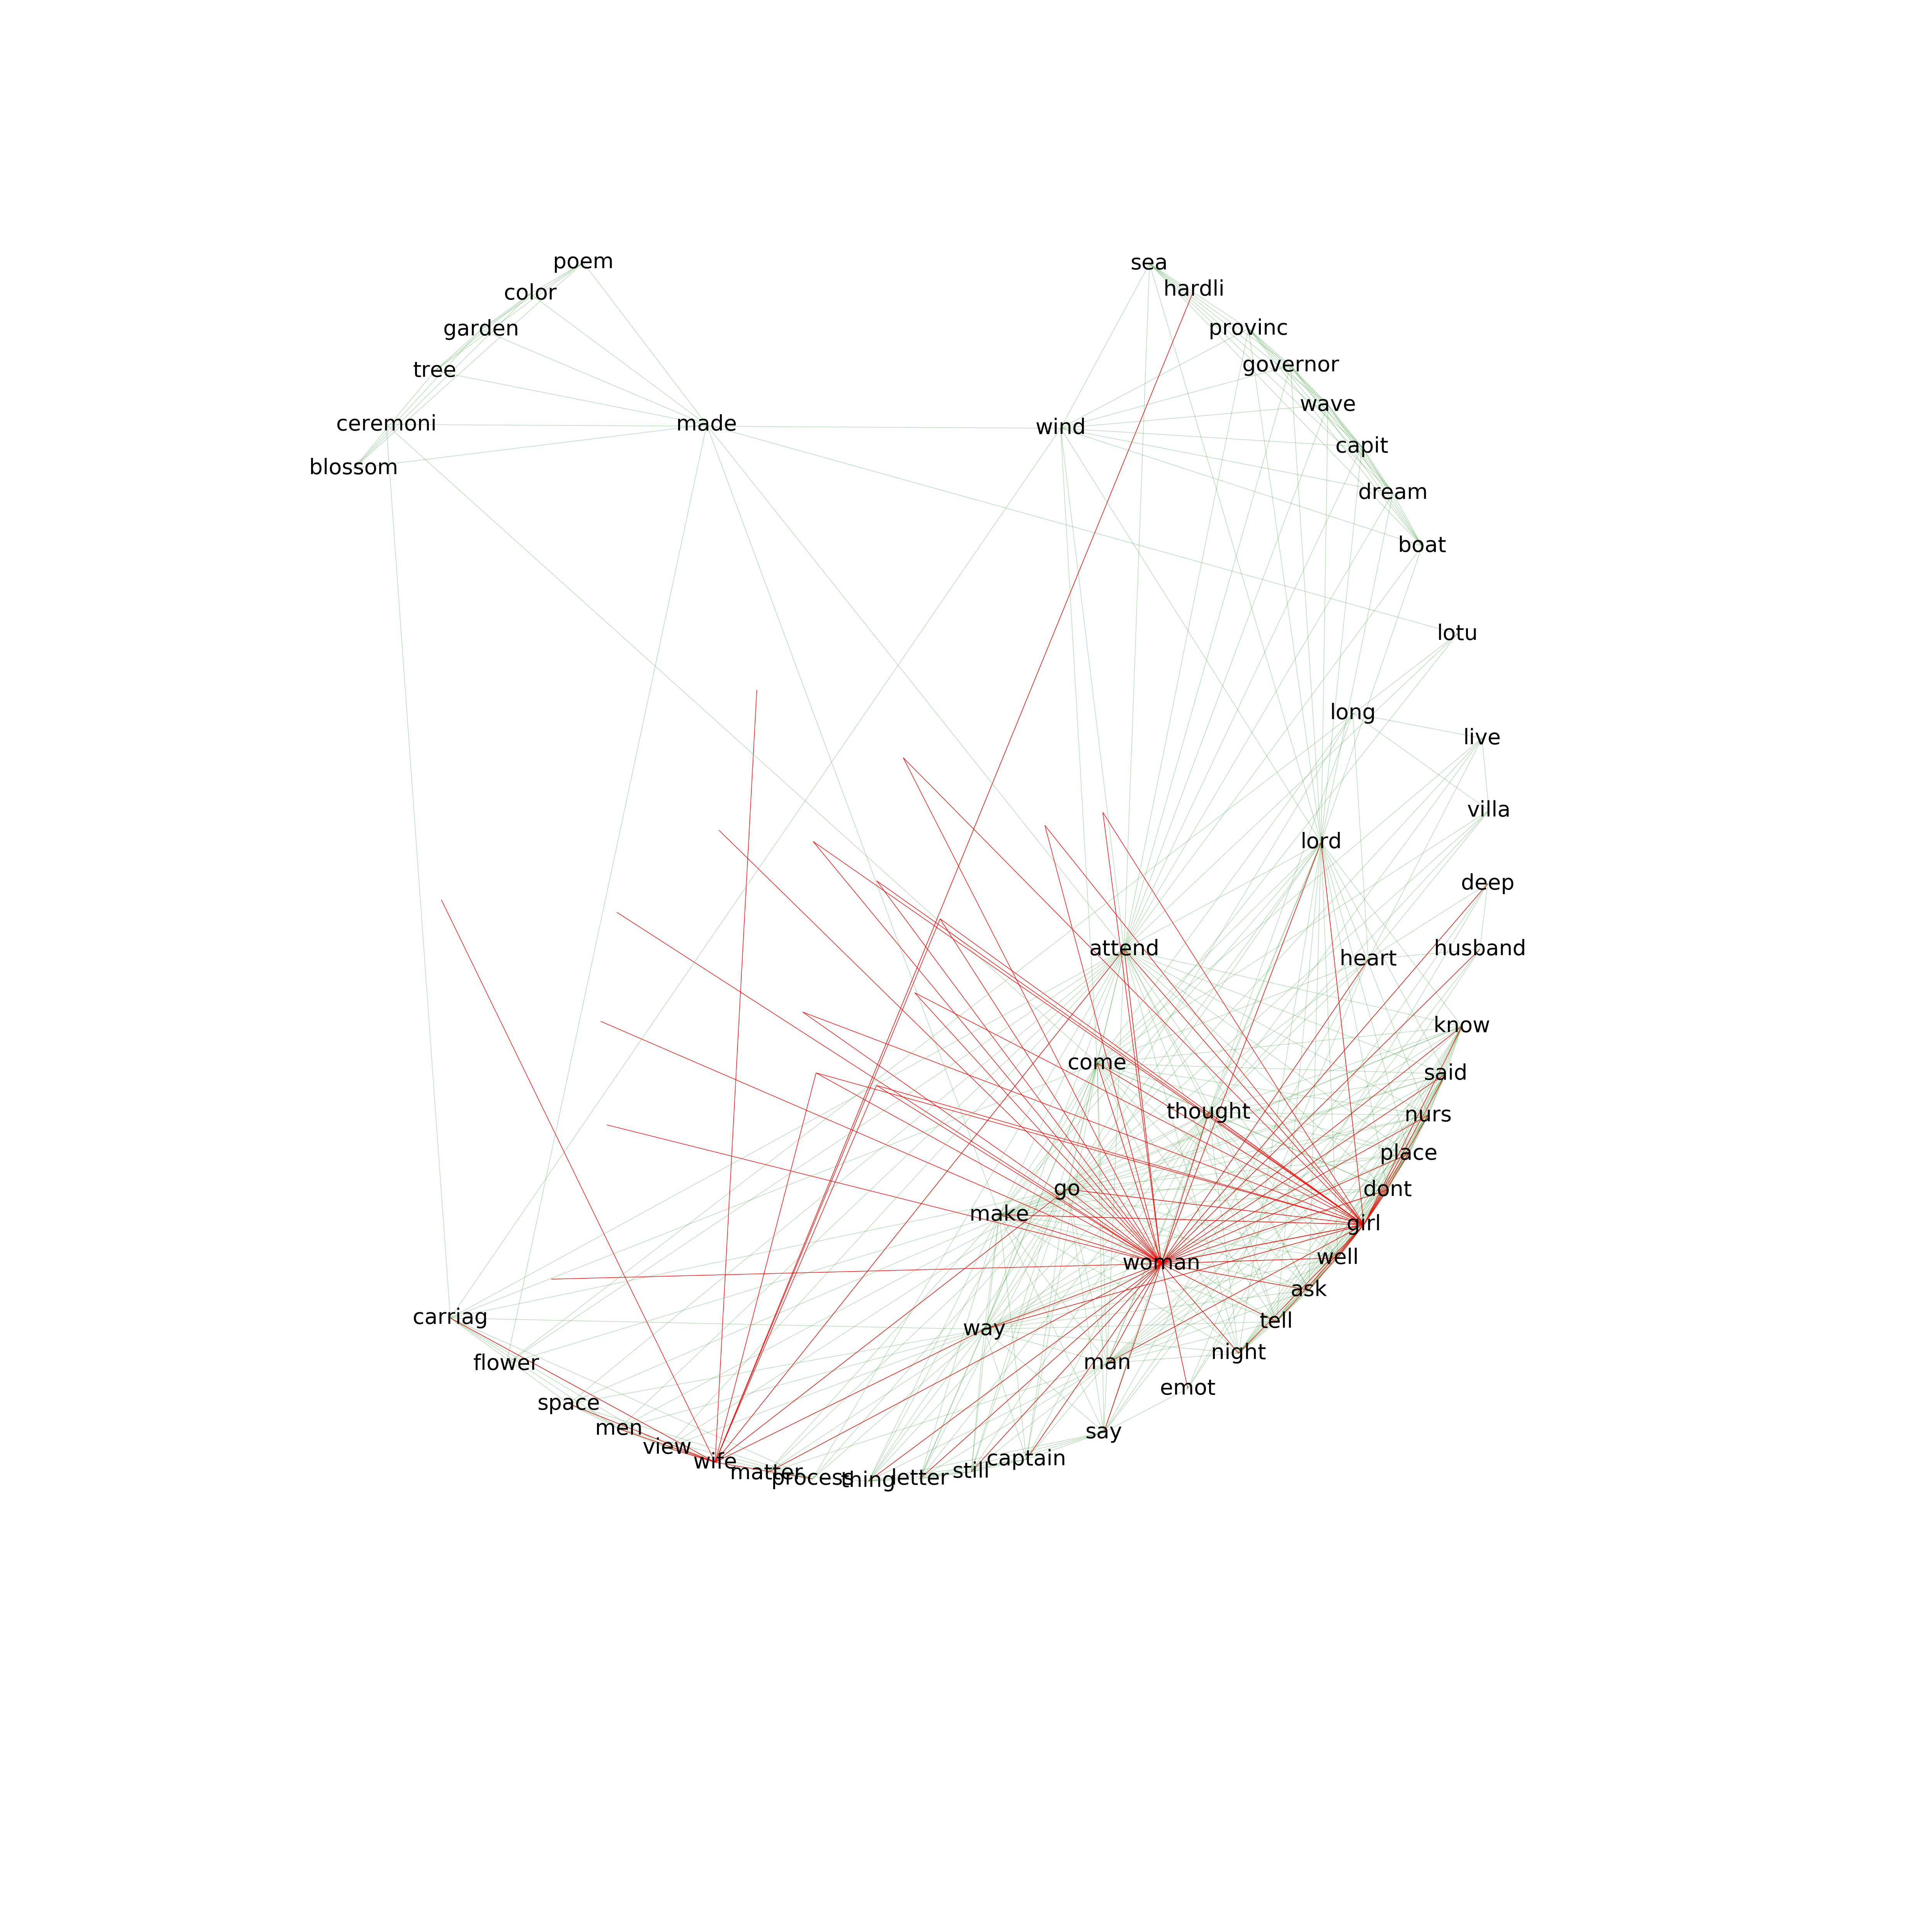 poem
sea
hardli
color
garden
provinc
governor
tree
wave
ceremoni
made
wind
capit
blossom
dream
boat
lotu
long
live
villa
lord
deep
attend
heart
husband
know
come
said
thought
nurs
place
go
dont
make
girl
woman
well
ask
carriag
way
tell
flower
man
night
emot
space
men
say
view
wife
captain
matter
process
thing
letter
still